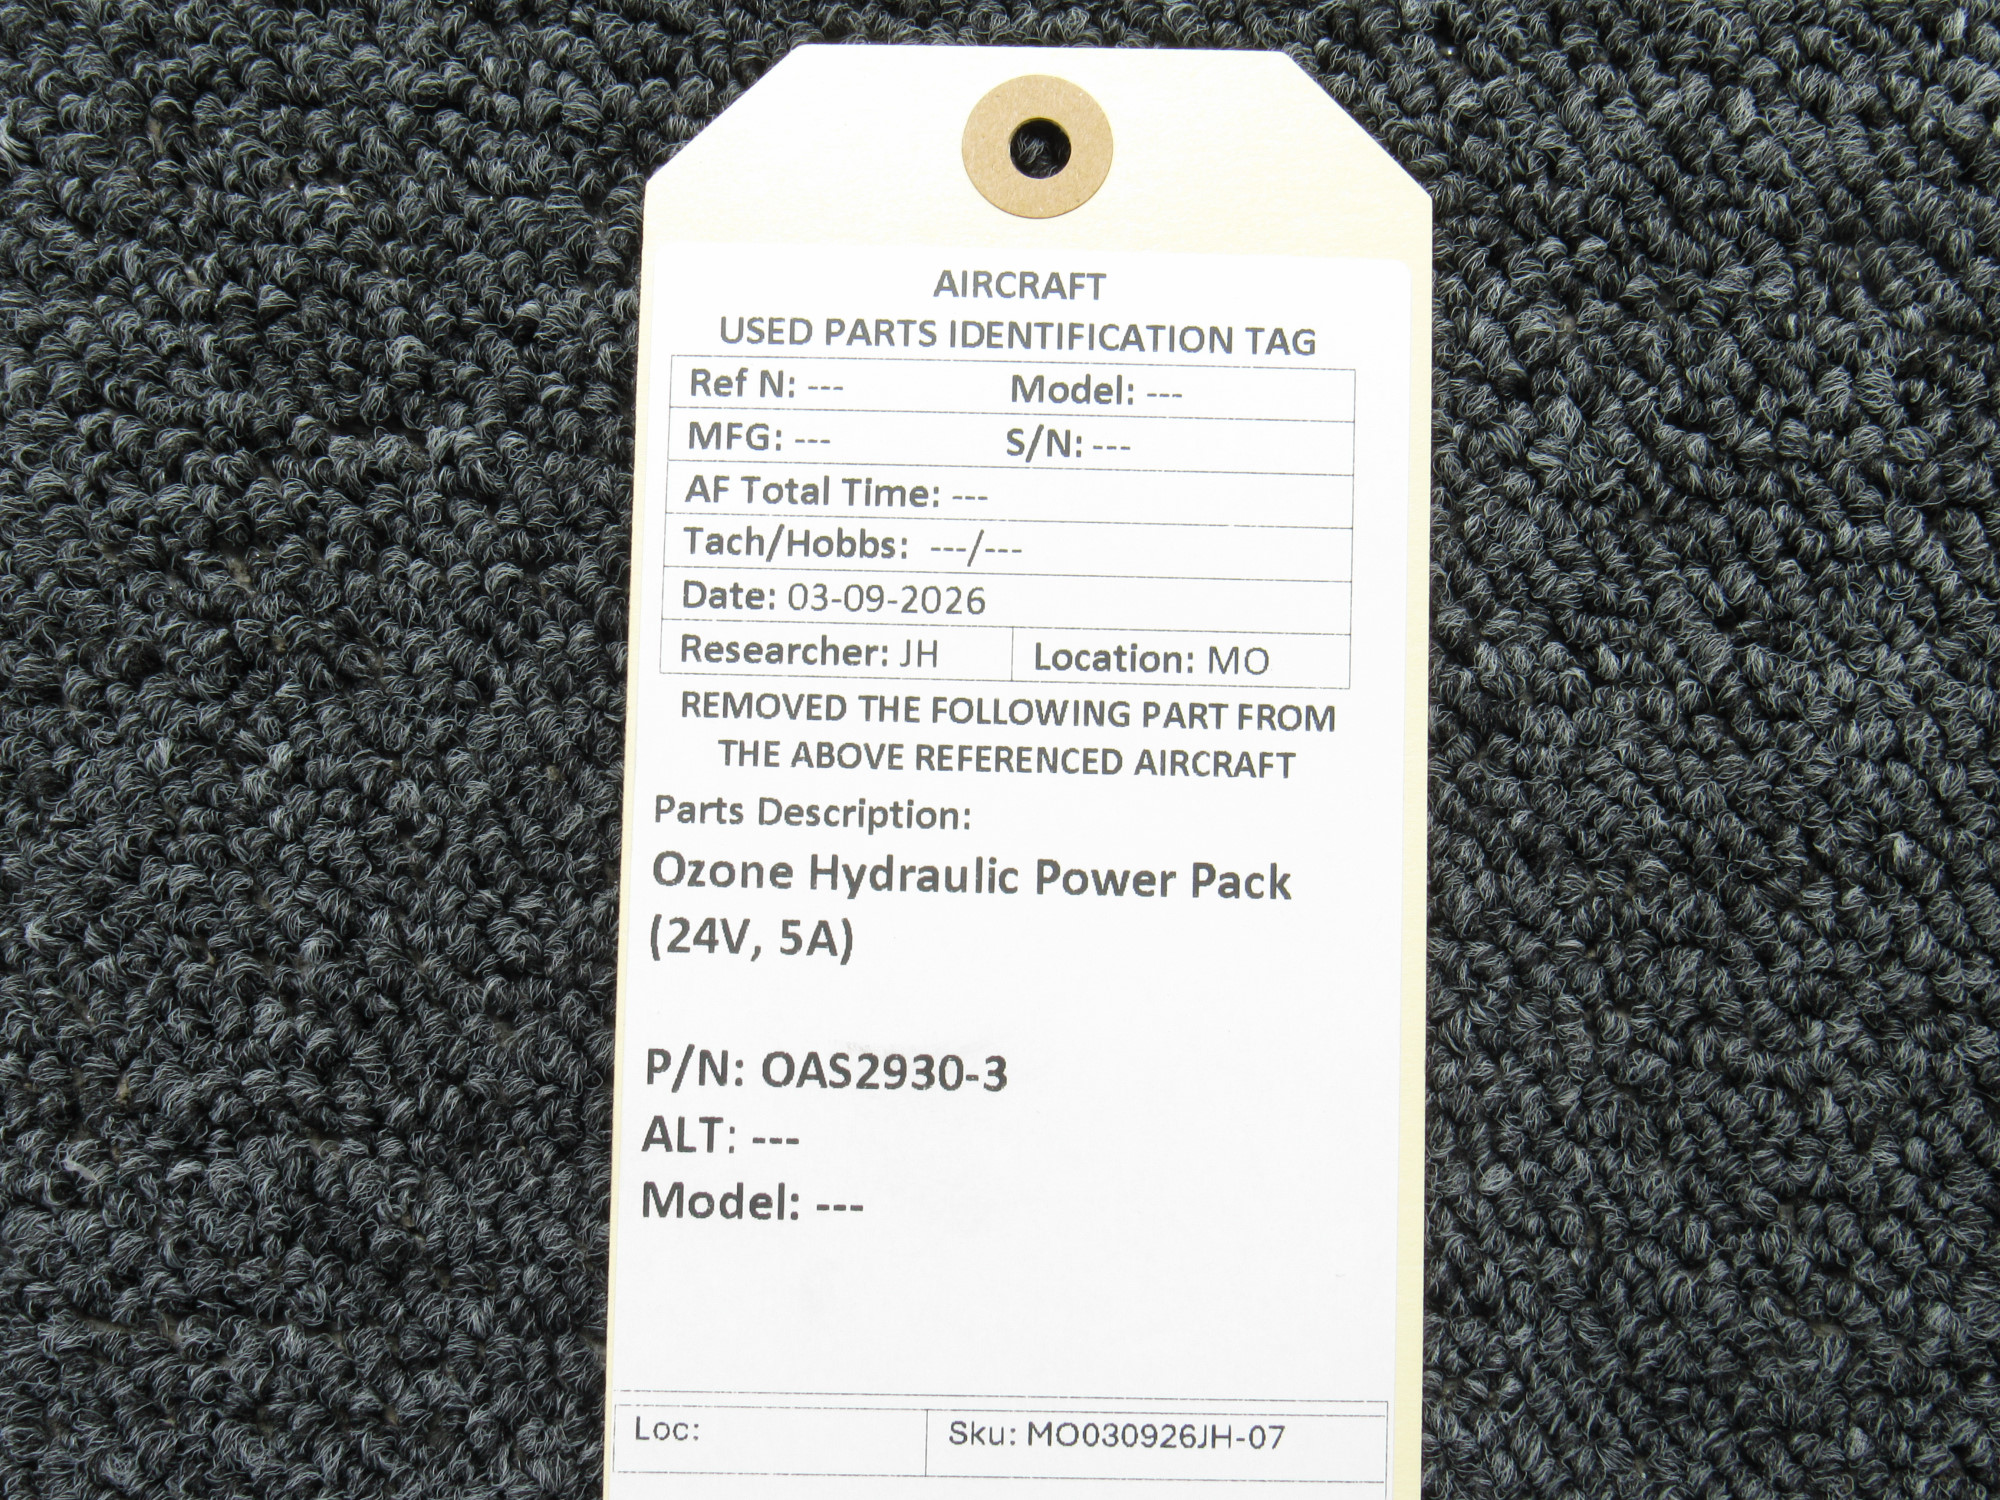 AIRCRAFT
USED PARTS IDENTIFICATION TAG
Ref N: --- Model: ---
MFG: --- S/N: ---
AF Total Time: ---
Tach/Hobbs: ---/---
Date: 03-09-2026
Researcher: JH Location: MO
REMOVED THE FOLLOWING PART FROM
THE ABOVE REFERENCED AIRCRAFT
Parts Description:
Ozone Hydraulic Power Pack
(24V, 5A)
P/N: OAS2930-3
ALT: ---
Model: ---
Loc: Sku: MO030926JH-07